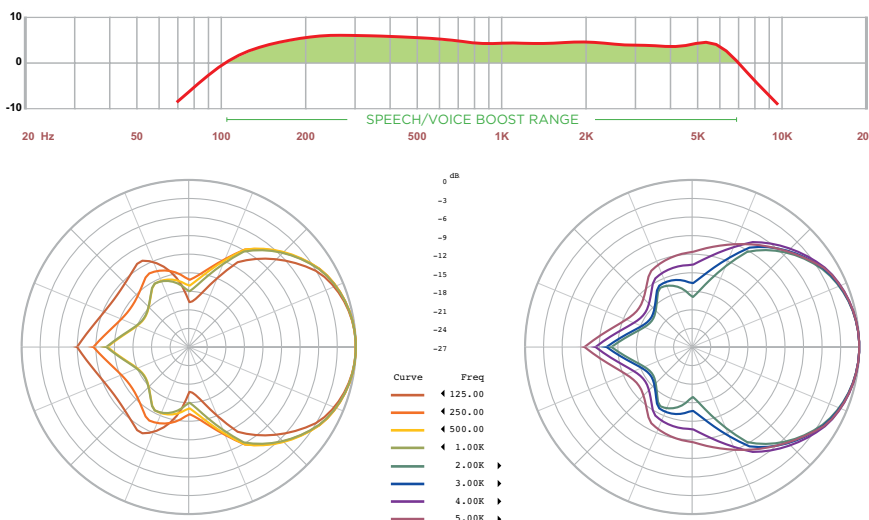 10
0
-10
SPEECH/VOICE BOOST RANGE
20 Hz 50 100 200 500 1K 2K 5K 10K 20
0 dB
-3
-6
-9
-12
-15
-18
-21
-24
-27
Curve Freq
125.00
250.00
500.00
1.00K
2.00K
3.00K
4.00K
5.00K